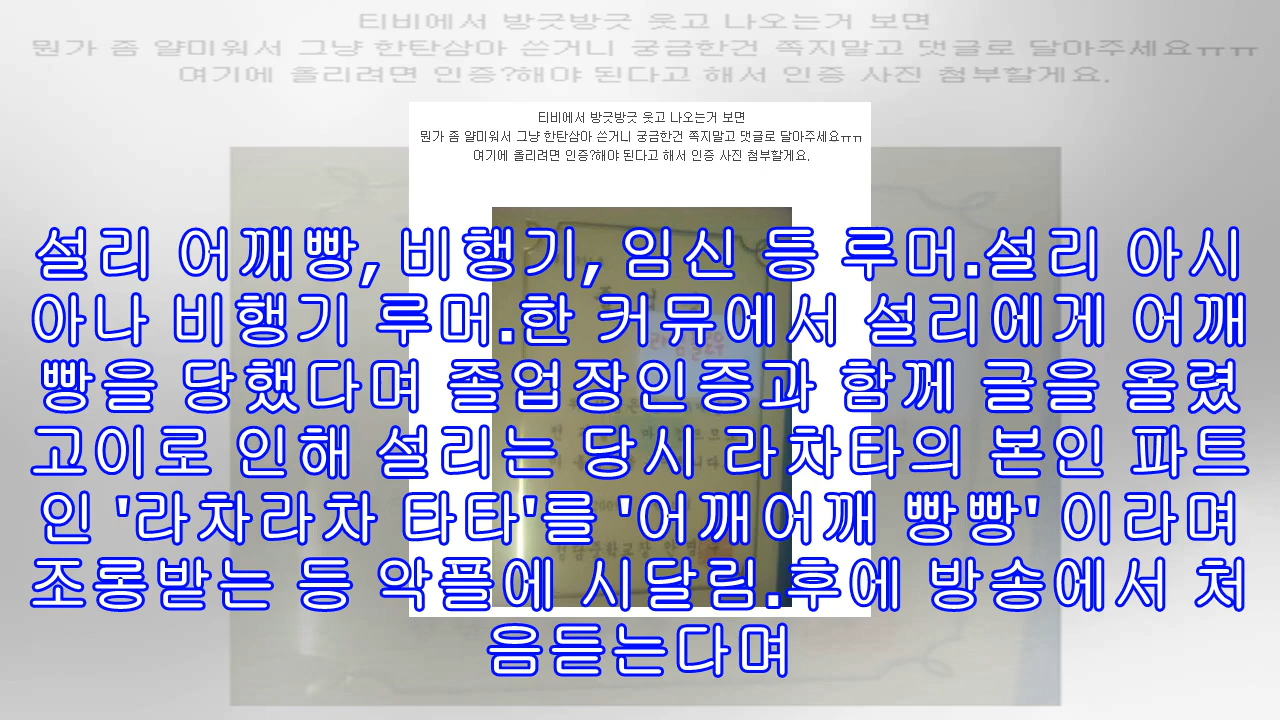 티비에서 방긋방긋 웃고 나오는거 보면
뭔가 좀 얄미워서 그냥 한탄삼아 쓴거니 궁금한건 쪽지말고 댓글로 달아주세요ㅠㅠ
여기에 올리려면 인증?해야 된다고 해서 인증 사진 첨부할게요.
티비에서 방긋방긋 웃고 나오는거 보면
뭔가 좀 얄미워서 그냥 한탄삼아 쓴거니 궁금한건 쪽지말고 댓글로 달아주세요ㅠㅠ
여기에 올리려면 인증?해야 된다고 해서 인증 사진 첨부할게요.
설리 어깨빵, 비행기, 임신 등 루머.설리 아시
아나 비행기 루머.한 커뮤에서 설리에게 어깨
빵을 당했다며 졸업장인증과 함께 글을 올렸
고이로 인해 설리는 당시 라차타의 본인 파트
인 '라차라차 타타'를 '어깨어깨 빵빵' 이라며
조롱받는 등 악플에 시달림.후에 방송에서 처
음듣는다며